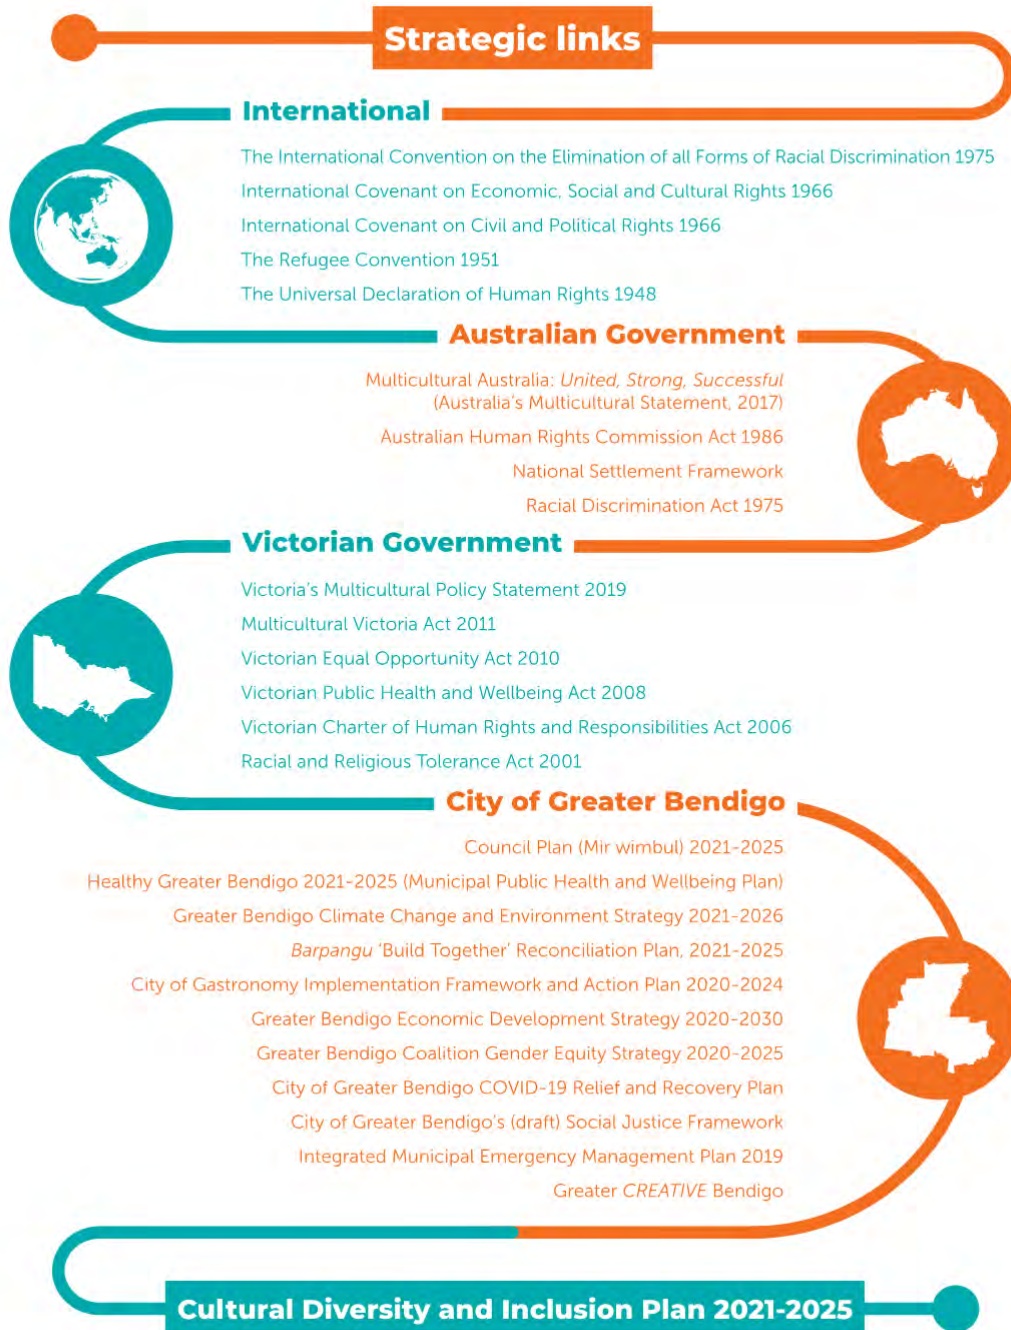 Strategic links
International
The International Convention on the Elimination of all Forms of Racial Discrimination 1975
International Covenant on Economic, Social and Cultural Rights 1966
International Covenant on Civil and Political Rights 1966
The Refugee Convention 1951
The Universal Declaration of Human Rights 1948
Australian Government
Multicultural Australia: United, Strong, Successful
(Australia's Multicultural Statement, 2017)
Australian Human Rights Commission Act 1986
National Settlement Framework
Racial Discrimination Act 1975
Victorian Government
Victoria's Multicultural Policy Statement 2019
Multicultural Victoria Act 2011
Victorian Equal Opportunity Act 2010
Victorian Public Health and Wellbeing Act 2008
Victorian Charter of Human Rights and Responsibilities Act 2006
Racial and Religious Tolerance Act 2001
City of Greater Bendigo
Council Plan (Mir wimbul) 2021-2025
Healthy Greater Bendigo 2021-2025 (Municipal Public Health and Wellbeing Plan)
Greater Bendigo Climate Change and Environment Strategy 2021-2026
Barpangu 'Build Together' Reconciliation Plan, 2021-2025
City of Gastronomy Implementation Framework and Action Plan 2020-2024
Greater Bendigo Economic Development Strategy 2020-2030
Greater Bendigo Coalition Gender Equity Strategy 2020-2025
City of Greater Bendigo COVID-19 Relief and Recovery Plan
City of Greater Bendigo's (draft) Social Justice Framework
Integrated Municipal Emergency Management Plan 2019
Greater CREATIVE Bendigo
Cultural Diversity and Inclusion Plan 2021-2025